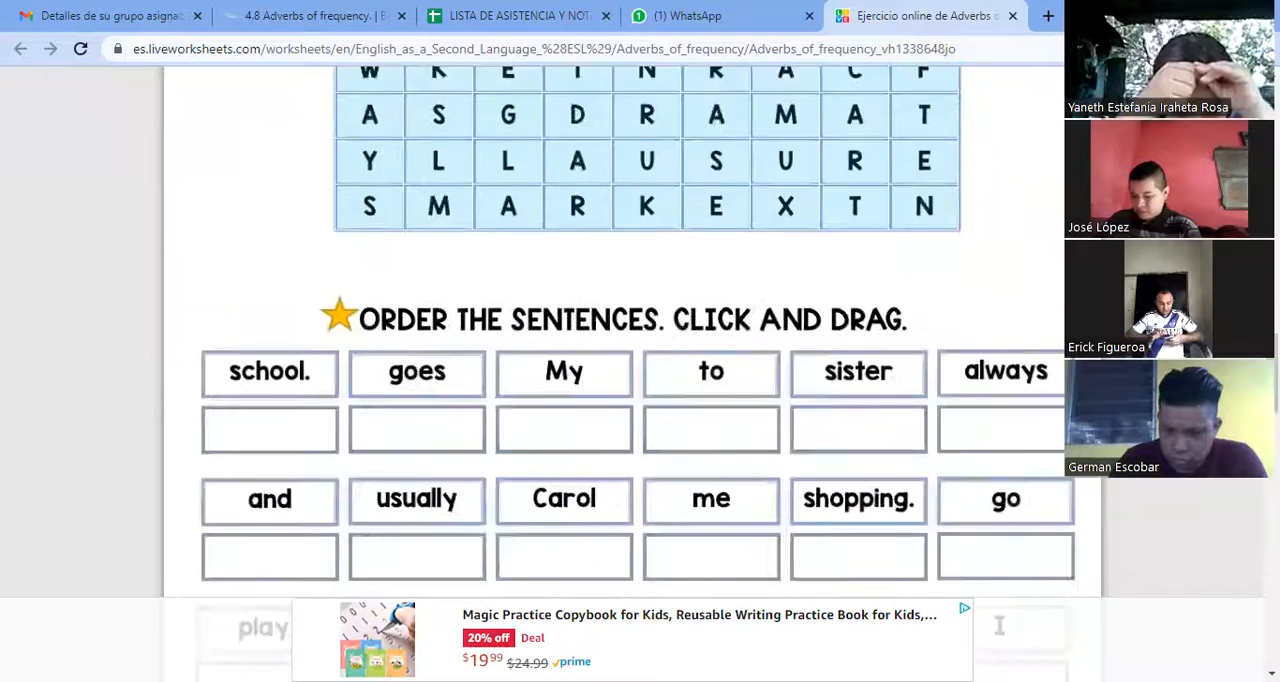 Detalles de su grupo asignac
4.8 Adverbs of frequency. | B
LISTA DE ASISTENCIA Y NOT
(1) WhatsApp
Ejercicio online de Adverbs o
es.liveworksheets.com/worksheets/en/English_as_a_Second_Language_%28ESL%29/Adverbs_of_frequency/Adverbs_of_frequency_vh1338648jo
W K E I N R A C F
A S G D R A M A T
Y L L A U S U R E
S M A R K E X T N
ORDER THE SENTENCES. CLICK AND DRAG.
school. goes My to sister always
and usually Carol me shopping. go
play I
Magic Practice Copybook for Kids, Reusable Writing Practice Book for Kids,...
20% off Deal
$19.99 $24.99 prime
Yaneth Estefania Iraheta Rosa
José López
Erick Figueroa
German Escobar